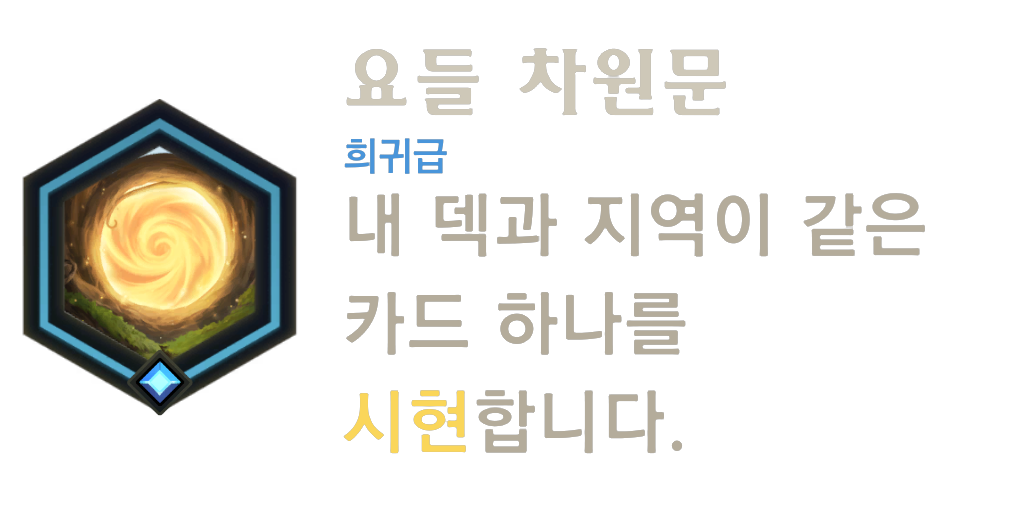 요들 차원문
희귀급
내 덱과 지역이 같은
카드 하나를
시현합니다.